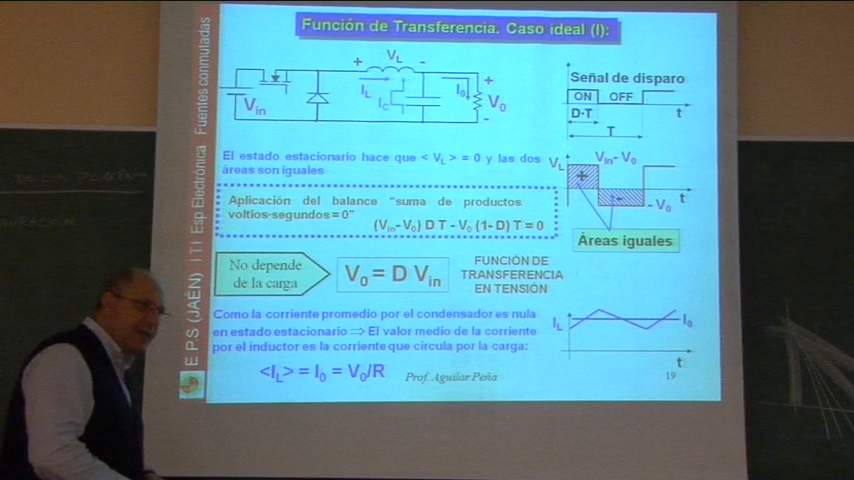 Función de Transferencia. Caso ideal (I):
E P S (JAÉN) I T I Esp Electrónica Fuentes conmutadas
+ V_L -
V_in
I_L
I_C
I_0
+
V_0
-
Señal de disparo
ON OFF
t
D·T
T
El estado estacionario hace que < V_L > = 0 y las dos
áreas son iguales
V_L
V_in- V_0
+
-
t
- V_0
Áreas iguales
Aplicación del balance "suma de productos
voltios-segundos = 0"
(V_in-V_0) D T - V_0 (1- D) T = 0
No depende
de la carga
V_0 = D V_in
FUNCIÓN DE
TRANSFERENCIA
EN TENSIÓN
Como la corriente promedio por el condensador es nula
en estado estacionario ⇒ El valor medio de la corriente
por el inductor es la corriente que circula por la carga:
I_L
I_0
t
<I_L> = I_0 = V_0/R
Prof. Aguilar Peña
19